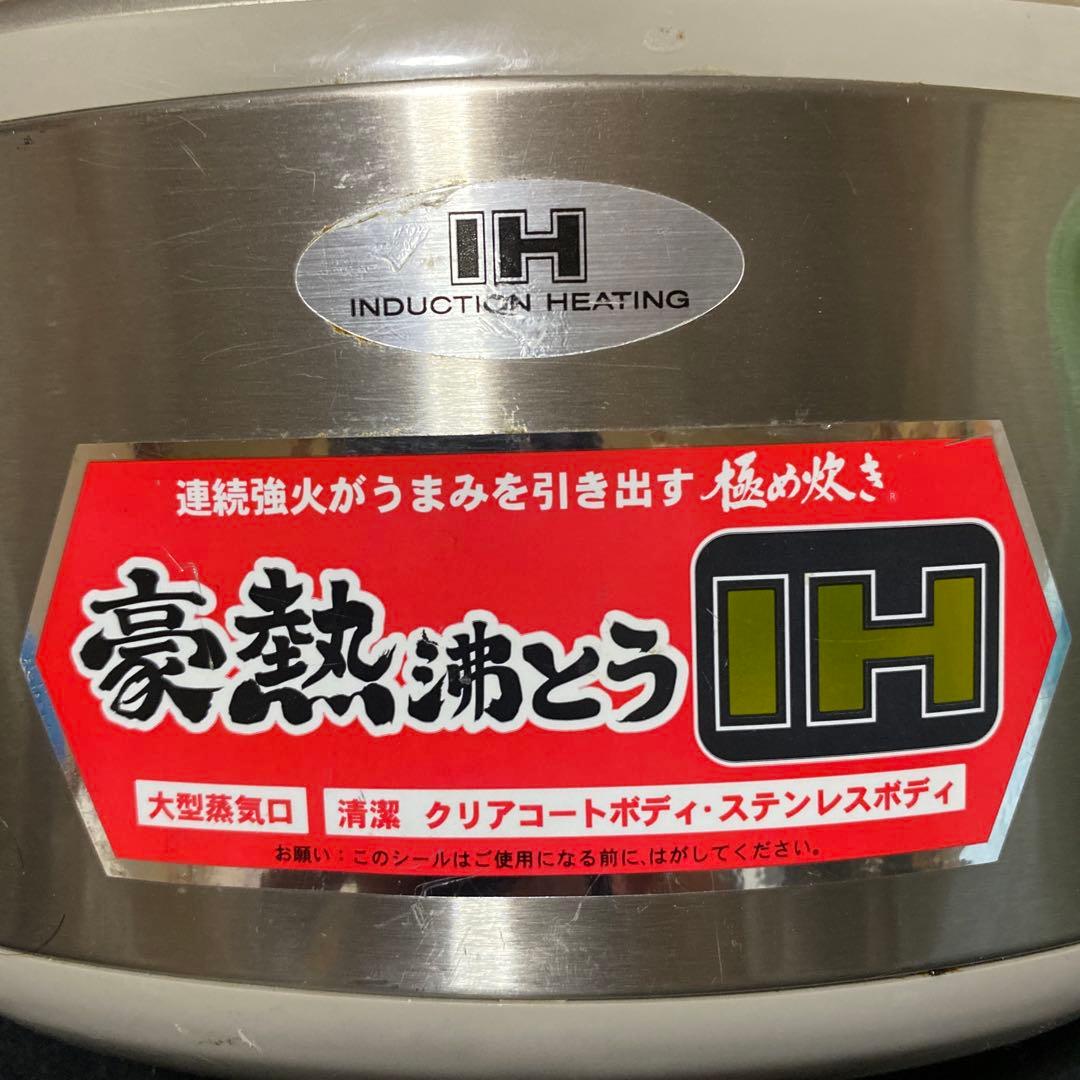 IH
INDUCTION HEATING
連続強火がうまみを引き出す 極め炊き®
豪熱沸とう IH
大型蒸気口 清潔 クリアコートボディ・ステンレスボディ
お願い：このシールはご使用になる前に、はがしてください。